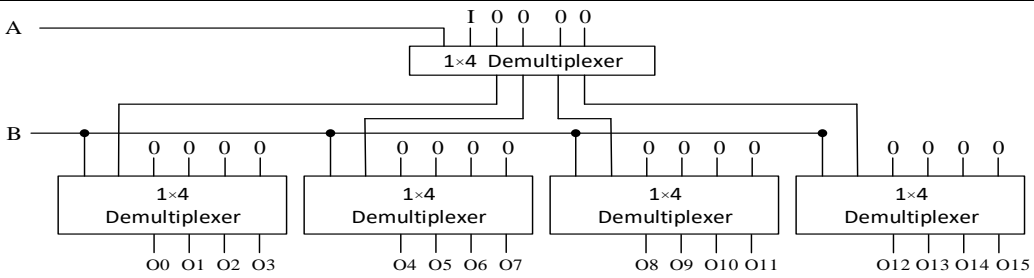 I 0 0 0 0
A
1×4 Demultiplexer
B
0 0 0 0 0 0 0 0 0 0 0 0 0 0 0 0
1×4 1×4 1×4 1×4
Demultiplexer Demultiplexer Demultiplexer Demultiplexer
O0 O1 O2 O3 O4 O5 O6 O7 O8 O9 O10 O11 O12 O13 O14 O15